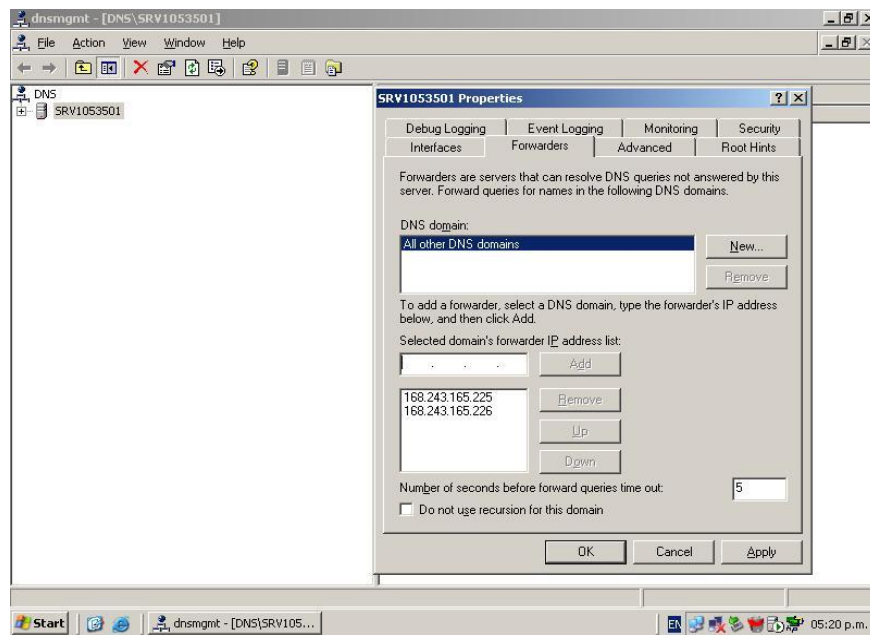 dnsmgmt - [DNS\SRV1053501]
File Action View Window Help
DNS
SRV1053501
SRV1053501 Properties
Debug Logging Event Logging Monitoring Security
Interfaces Forwarders Advanced Root Hints
Forwarders are servers that can resolve DNS queries not answered by this
server. Forward queries for names in the following DNS domains.
DNS domain:
All other DNS domains
New...
Remove
To add a forwarder, select a DNS domain, type the forwarder's IP address
below, and then click Add.
Selected domain's forwarder IP address list:
. . .
Add
168.243.165.225
168.243.165.226
Remove
Up
Down
Number of seconds before forward queries time out:
5
Do not use recursion for this domain
OK Cancel Apply
Start
dnsmgmt - [DNS\SRV105...
EN
05:20 p.m.